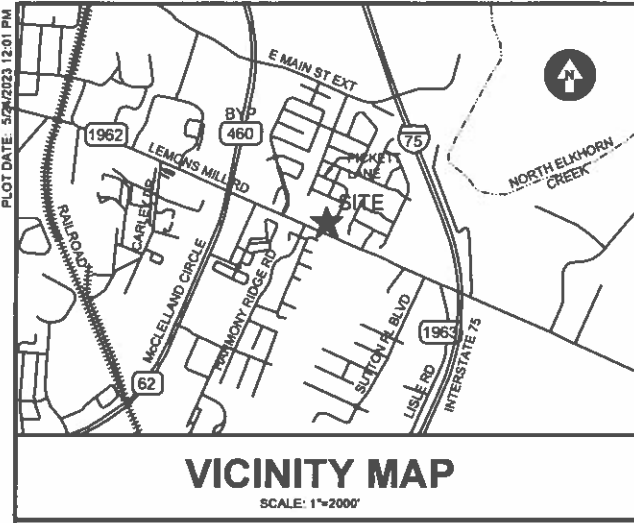 PLOT DATE: 5/24/2023 12:01 PM
E MAIN ST EXT
N
BYP
460
1962
75
LEMONS MILL RD
PICKETT
LANE
NORTH ELKHORN
CREEK
CARLEY DR
SITE
RAILROAD
McCLELLAND CIRCLE
HARMONY RIDGE RD
SUTTON PL BLVD
1963
INTERSTATE 75
LISLE RD
62
VICINITY MAP
SCALE: 1"=2000'